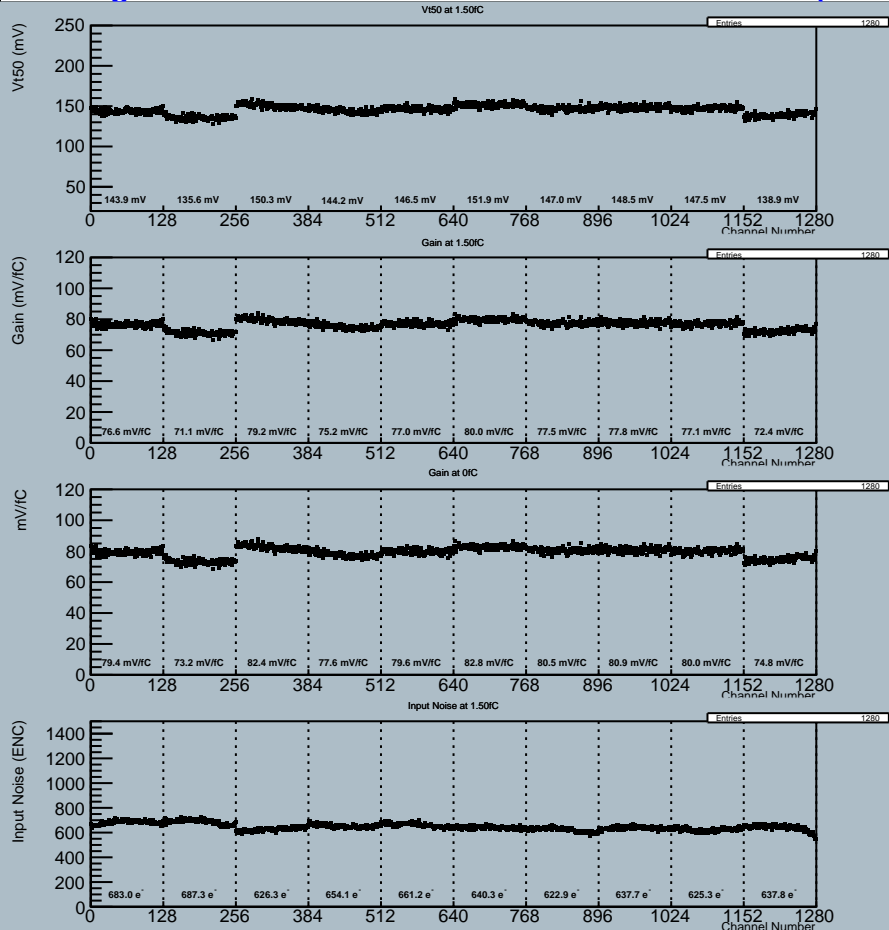 Vt50 at 1.50fC
Entries 1280
Vt50 (mV)
250
200
150
100
50
143.9 mV 135.6 mV 150.3 mV 144.2 mV 146.5 mV 151.9 mV 147.0 mV 148.5 mV 147.5 mV 138.9 mV
0 128 256 384 512 640 768 896 1024 1152 1280
Channel Number
Gain at 1.50fC
Entries 1280
Gain (mV/fC)
120
100
80
60
40
20
0
76.6 mV/fC 71.1 mV/fC 79.2 mV/fC 75.2 mV/fC 77.0 mV/fC 80.0 mV/fC 77.5 mV/fC 77.8 mV/fC 77.1 mV/fC 72.4 mV/fC
0 128 256 384 512 640 768 896 1024 1152 1280
Channel Number
Gain at 0fC
Entries 1280
mV/fC
120
100
80
60
40
20
0
79.4 mV/fC 73.2 mV/fC 82.4 mV/fC 77.6 mV/fC 79.6 mV/fC 82.8 mV/fC 80.5 mV/fC 80.9 mV/fC 80.0 mV/fC 74.8 mV/fC
0 128 256 384 512 640 768 896 1024 1152 1280
Channel Number
Input Noise at 1.50fC
Entries 1280
Input Noise (ENC)
1400
1200
1000
800
600
400
200
0
683.0 e⁻ 687.3 e⁻ 626.3 e⁻ 654.1 e⁻ 661.2 e⁻ 640.3 e⁻ 622.9 e⁻ 637.7 e⁻ 625.3 e⁻ 637.8 e⁻
0 128 256 384 512 640 768 896 1024 1152 1280
Channel Number